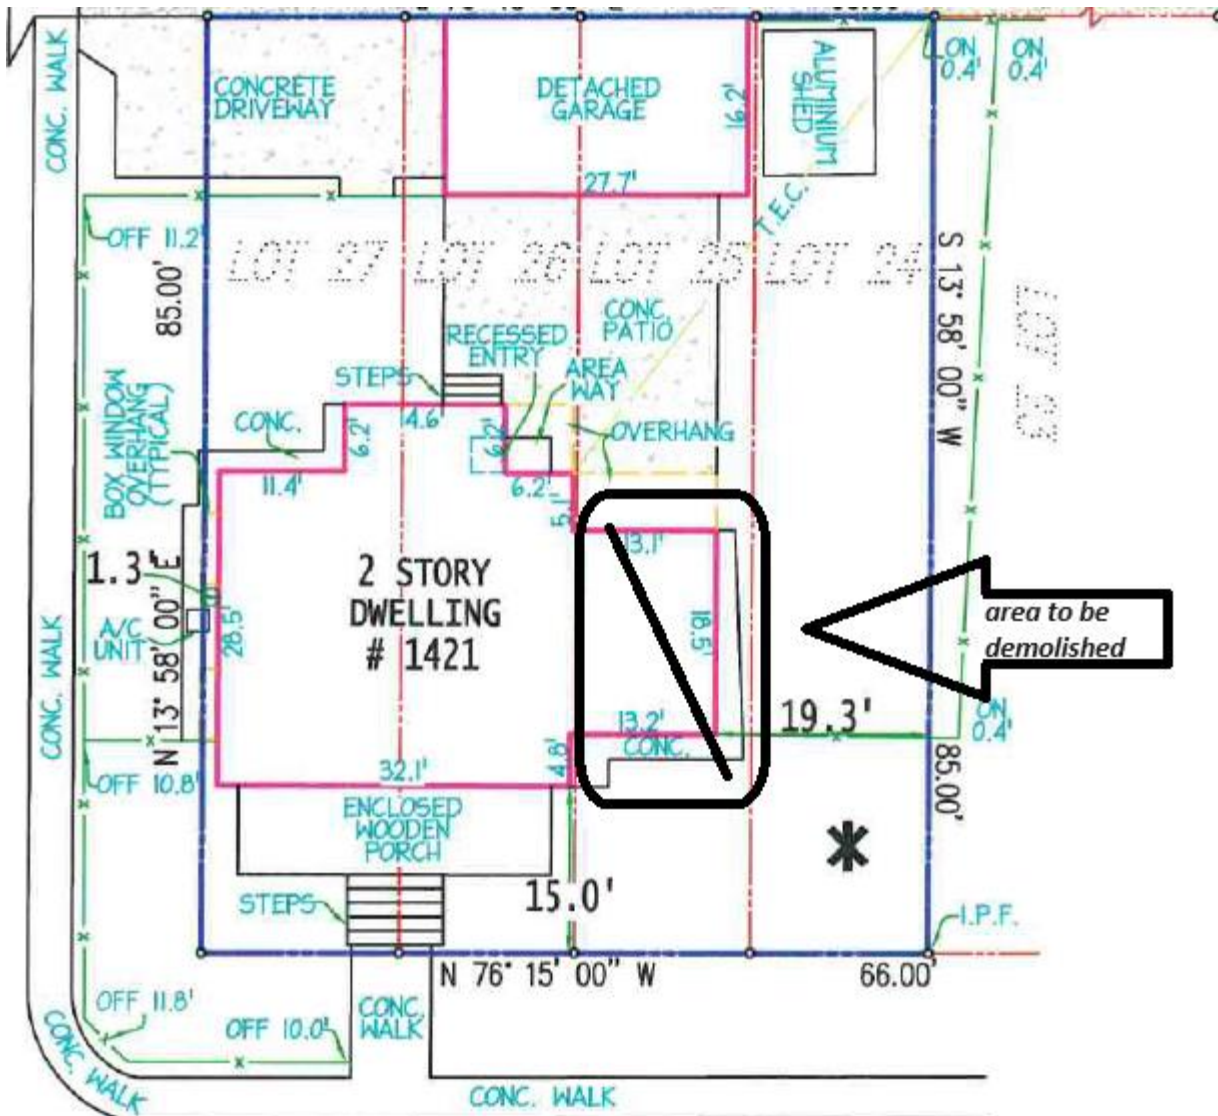 66.00'
CONC. WALK
CONCRETE
DRIVEWAY
DETACHED
GARAGE
16.2'
ALUMINIUM
SHED
ON
0.4'
ON
0.4'
27.7'
T.E.C.
OFF 11.2'
LOT 27 LOT 26 LOT 25 LOT 24
S 13° 58' 00" W
LOT 23
85.00'
CONC.
PATIO
RECESSED
ENTRY
AREA
WAY
STEPS
BOX WINDOW
OVERHANG
(TYPICAL)
CONC.
6.2'
6.2'
OVERHANG
11.4'
6.2'
5.1'
13.1'
1.3'
2 STORY
DWELLING
# 1421
28.5'
A/C
UNIT
N 13° 58' 00" E
18.5'
area to be
demolished
CONC. WALK
13.2'
CONC.
19.3'
ON
0.4'
4.8'
32.1'
OFF 10.8'
85.00'
ENCLOSED
WOODEN
PORCH
*
STEPS
15.0'
I.P.F.
N 76° 15' 00" W
66.00'
OFF 11.8'
OFF 10.0'
CONC.
WALK
CONC. WALK
CONC. WALK